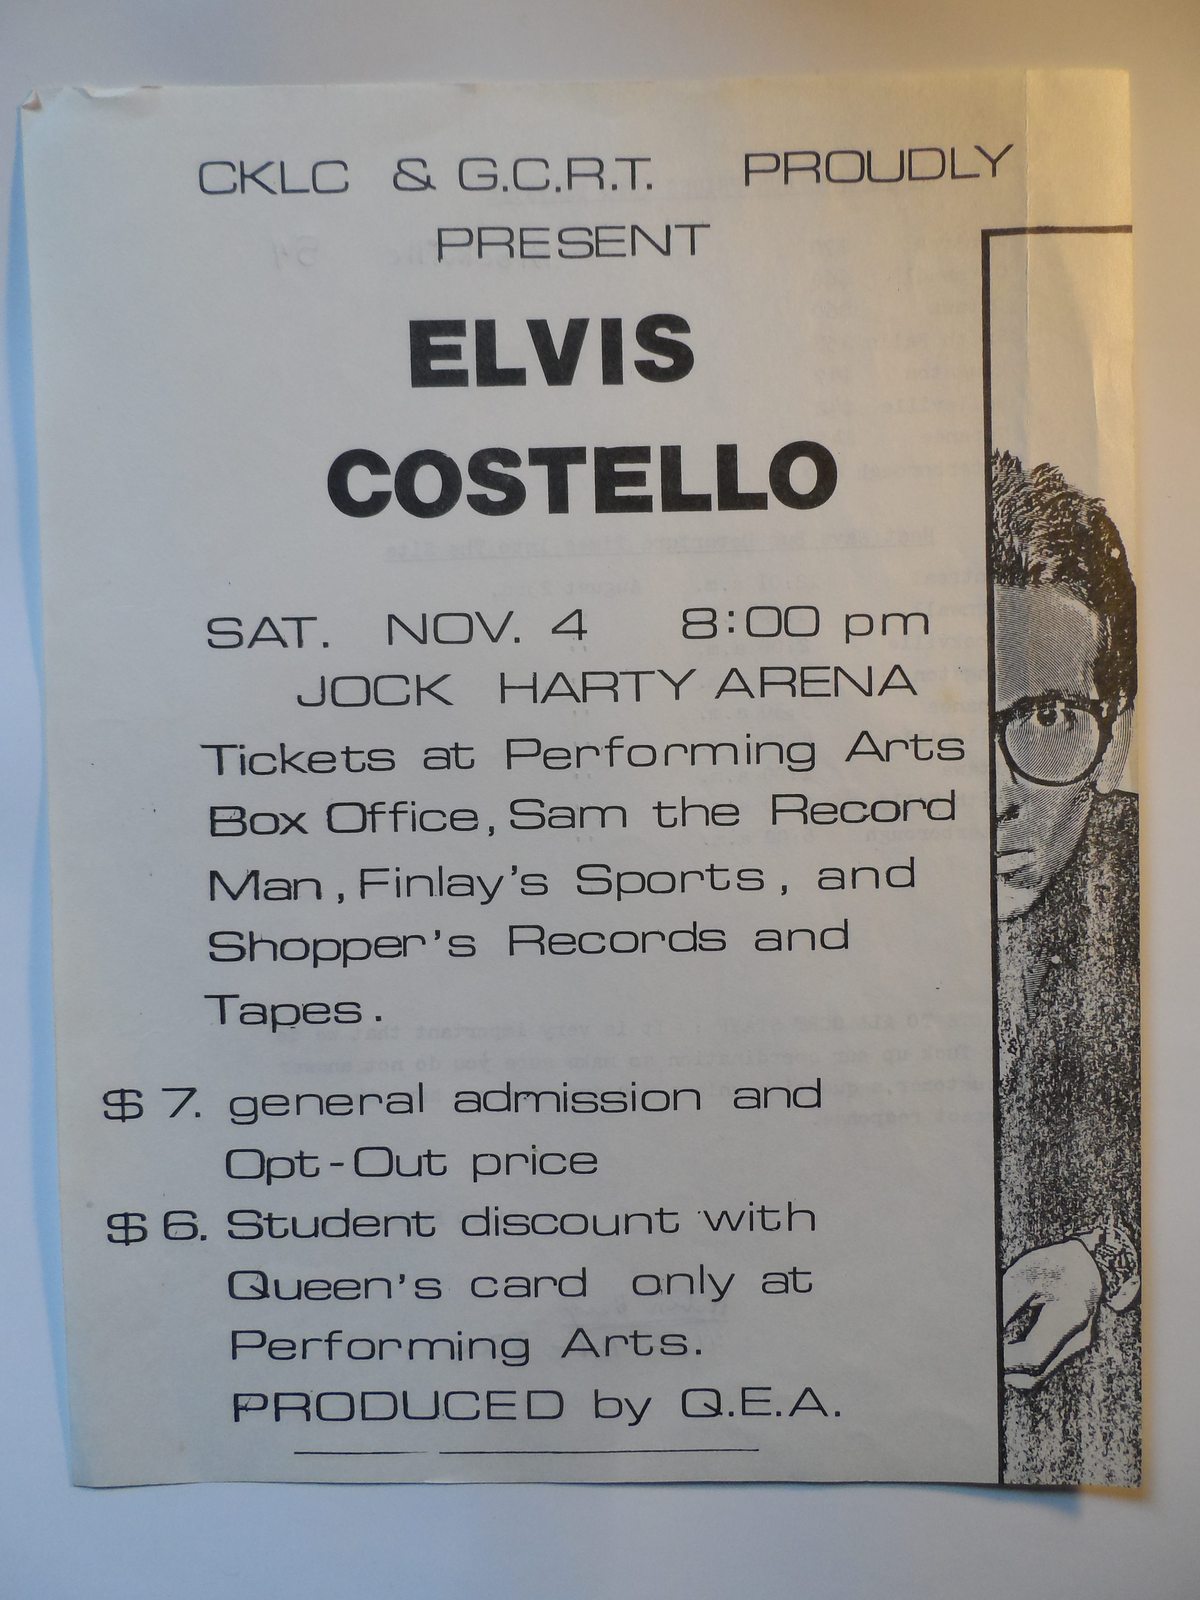 CKLC & G.C.R.T. PROUDLY
PRESENT
ELVIS
COSTELLO
SAT. NOV. 4 8:00 pm
JOCK HARTY ARENA
Tickets at Performing Arts
Box Office, Sam the Record
Man, Finlay's Sports, and
Shopper's Records and
Tapes.
$7. general admission and
Opt-Out price
$6. Student discount with
Queen's card only at
Performing Arts.
PRODUCED by Q.E.A.